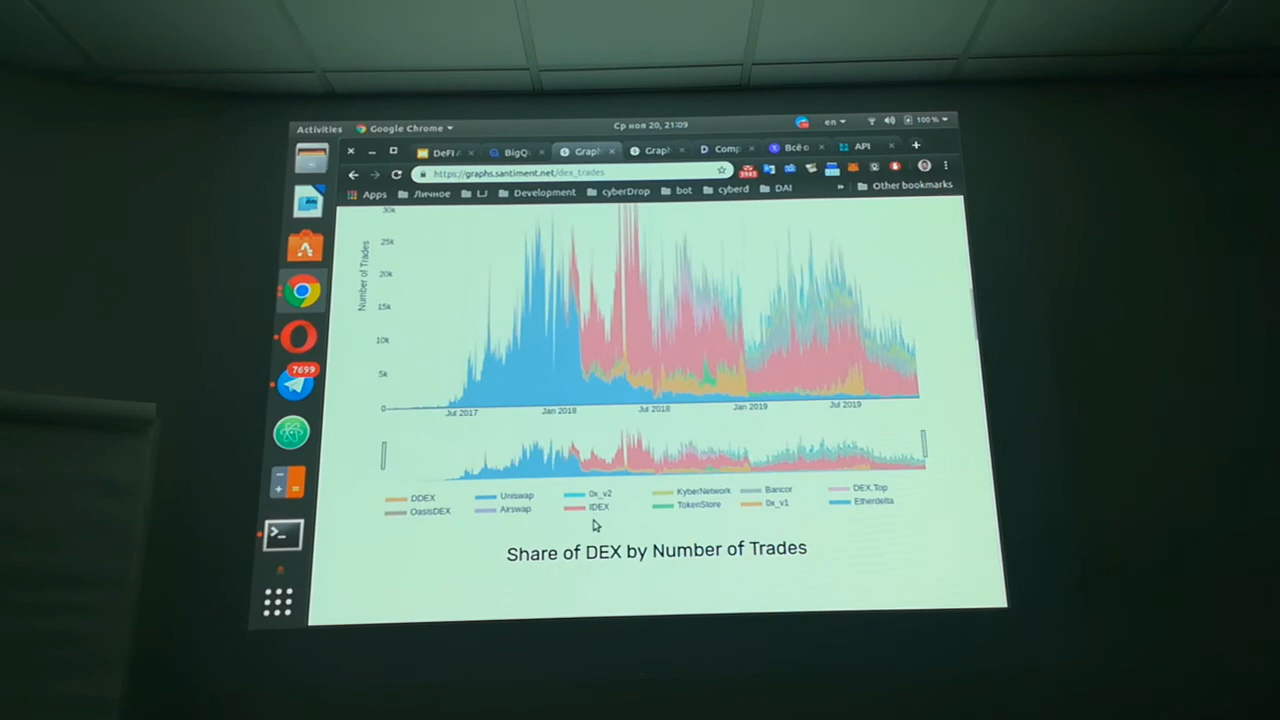 Activities Google Chrome Ср ноя 20, 21:09 en 100 %
DeFi / BigQ Graph Graph Comp Всё о API
https://graphs.santiment.net/dex_trades 3943
Apps Личное LJ Development cyberDrop bot cyberd DAI » Other bookmarks
7699
Number of Trades
30k
25k
20k
15k
10k
5k
0
Jul 2017 Jan 2018 Jul 2018 Jan 2019 Jul 2019
DDEX Uniswap 0x_v2 KyberNetwork Bancor DEX.Top
OasisDEX Airswap IDEX TokenStore 0x_v1 Etherdelta
Share of DEX by Number of Trades